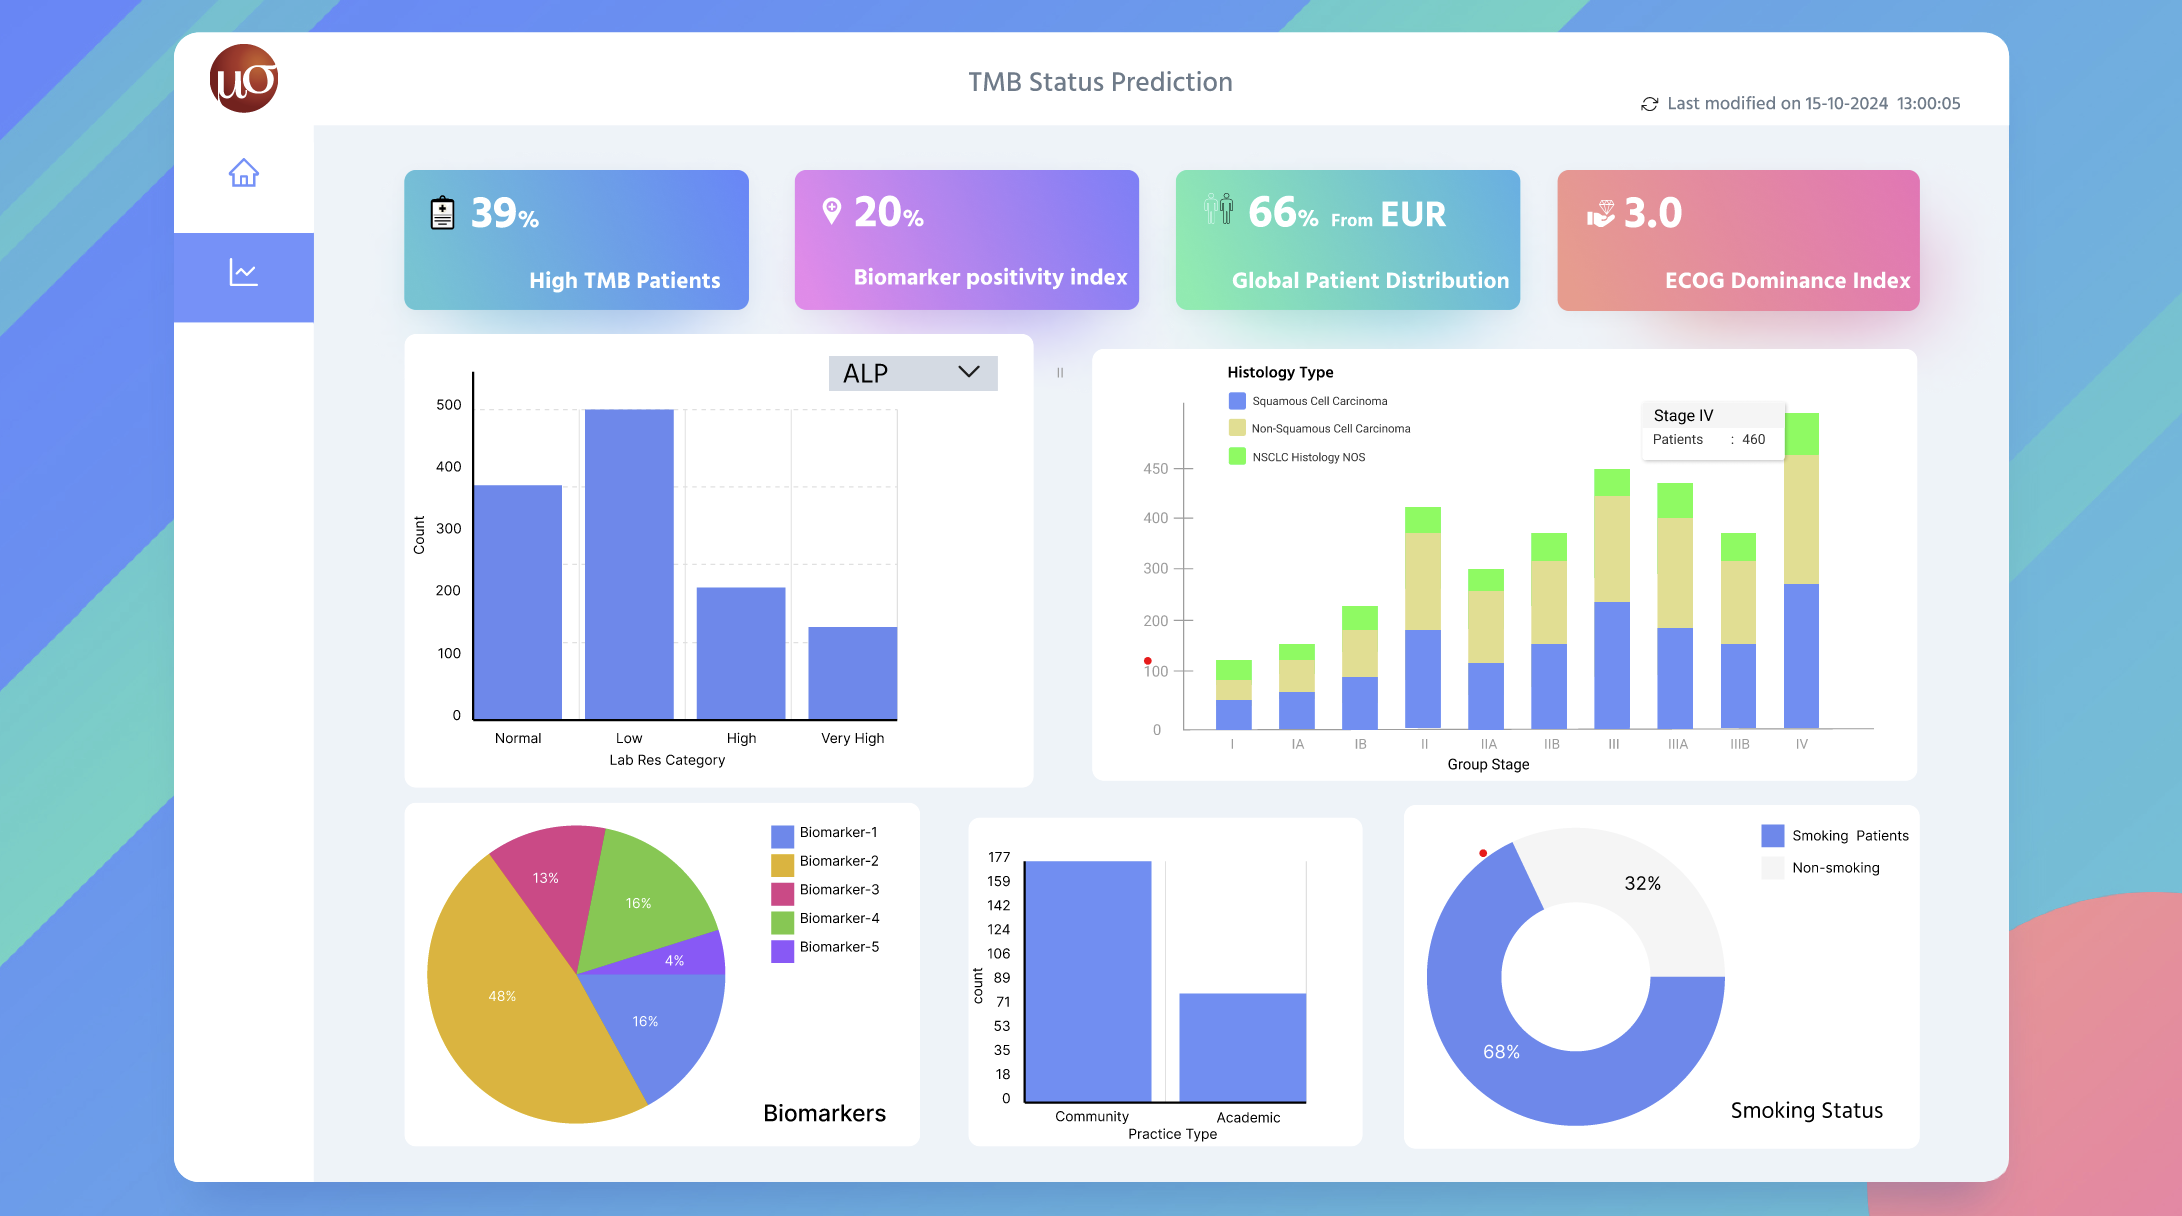 μσ
TMB Status Prediction
Last modified on 15-10-2024 13:00:05
39%
High TMB Patients
20%
Biomarker positivity index
66% From EUR
Global Patient Distribution
3.0
ECOG Dominance Index
ALP
500
400
300
200
100
0
Count
Normal Low High Very High
Lab Res Category
II
Histology Type
Squamous Cell Carcinoma
Non-Squamous Cell Carcinoma
NSCLC Histology NOS
Stage IV
Patients : 460
450
400
300
200
100
0
I IA IB II IIA IIB III IIIA IIIB IV
Group Stage
13%
16%
4%
48%
16%
Biomarker-1
Biomarker-2
Biomarker-3
Biomarker-4
Biomarker-5
Biomarkers
177
159
142
124
106
89
71
53
35
18
0
count
Community Academic
Practice Type
Smoking Patients
Non-smoking
32%
68%
Smoking Status